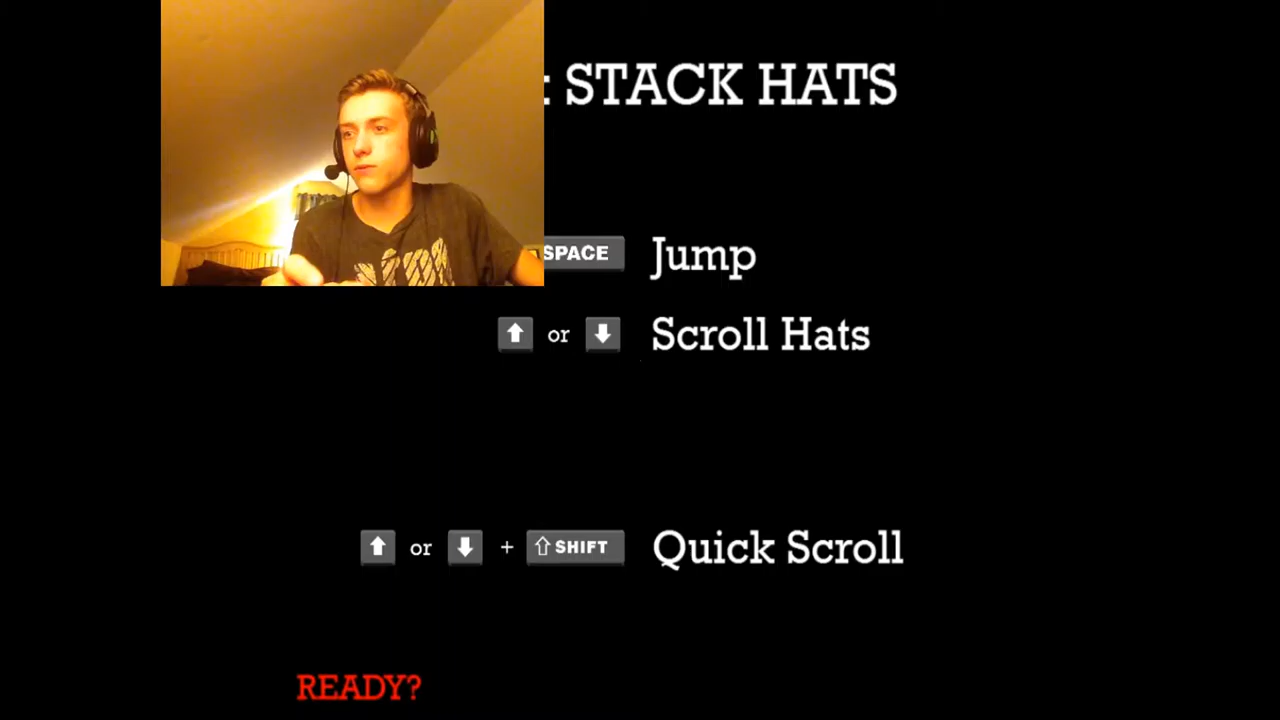 : STACK HATS
SPACE Jump
or Scroll Hats
or + SHIFT Quick Scroll
READY?